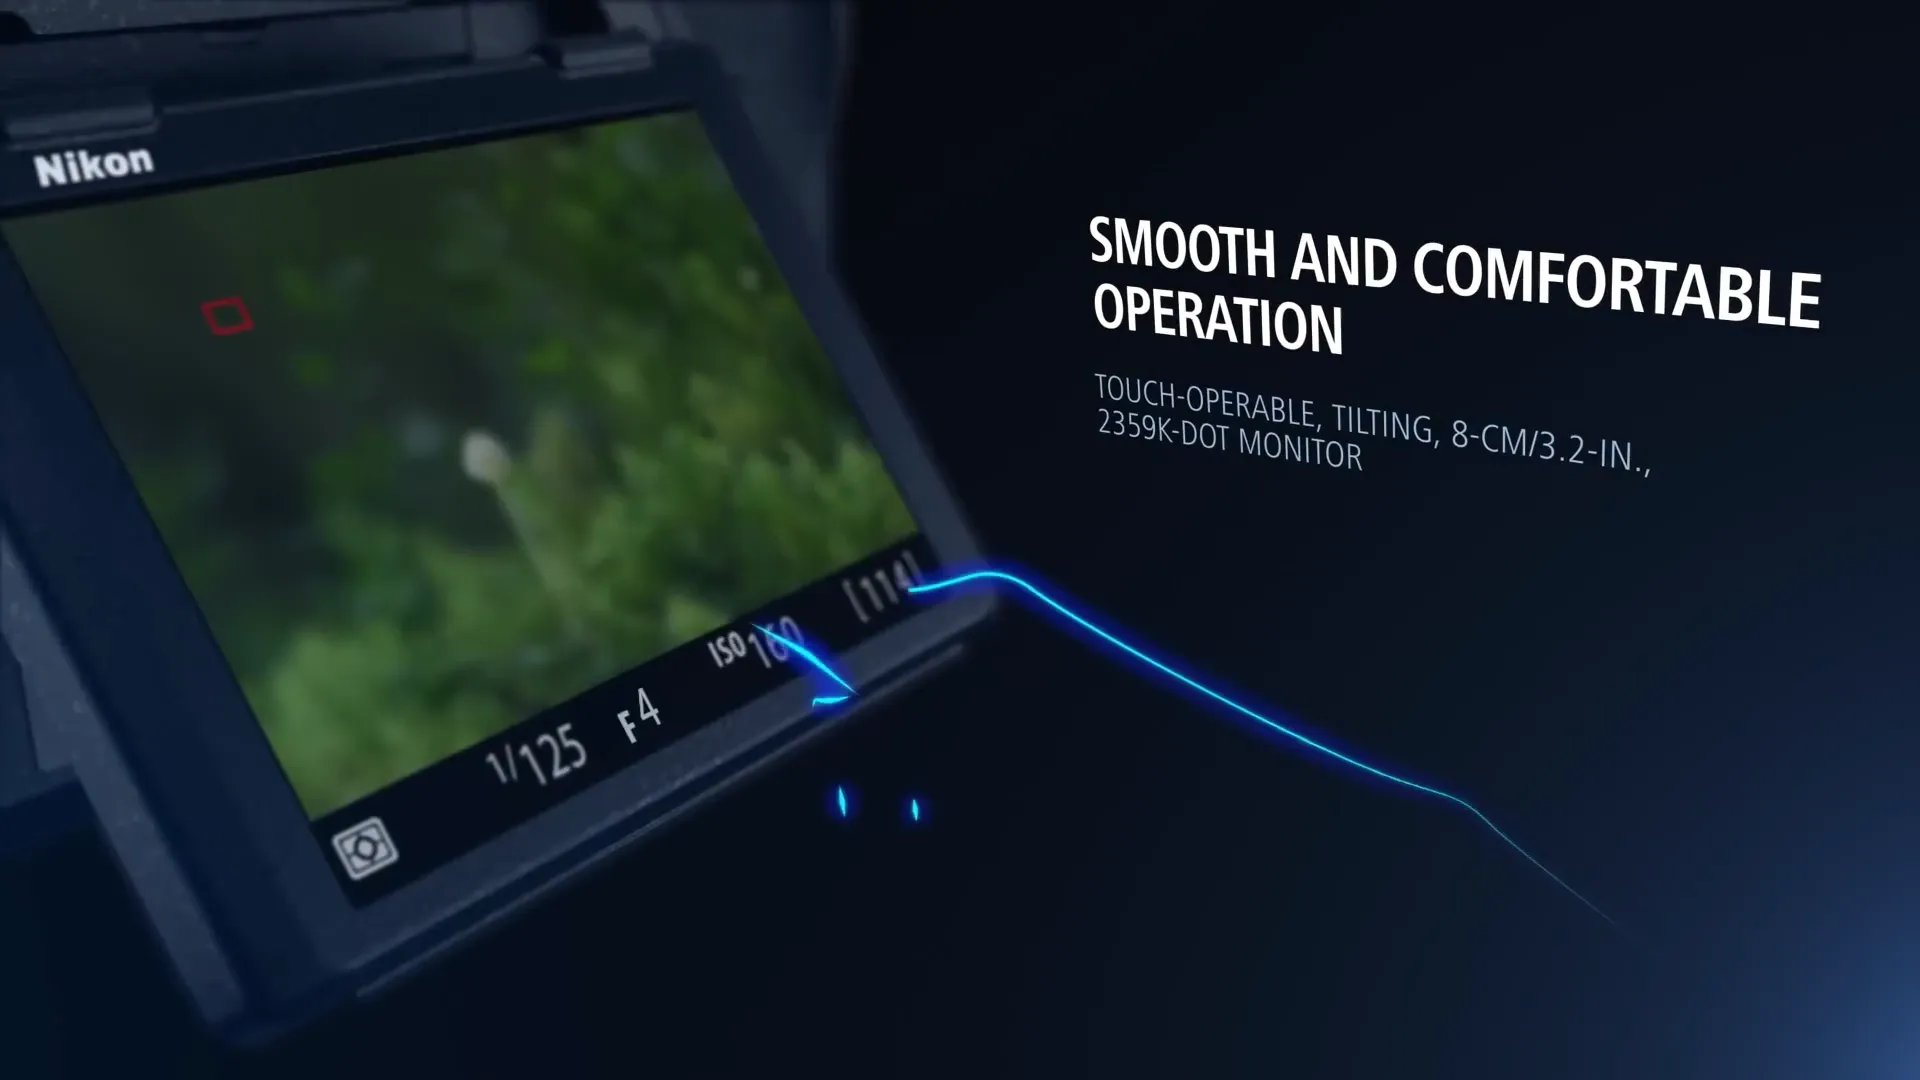 Nikon
SMOOTH AND COMFORTABLE
OPERATION
TOUCH-OPERABLE, TILTING, 8-CM/3.2-IN.,
2359K-DOT MONITOR
1/125 F4 ISO 160 [114]